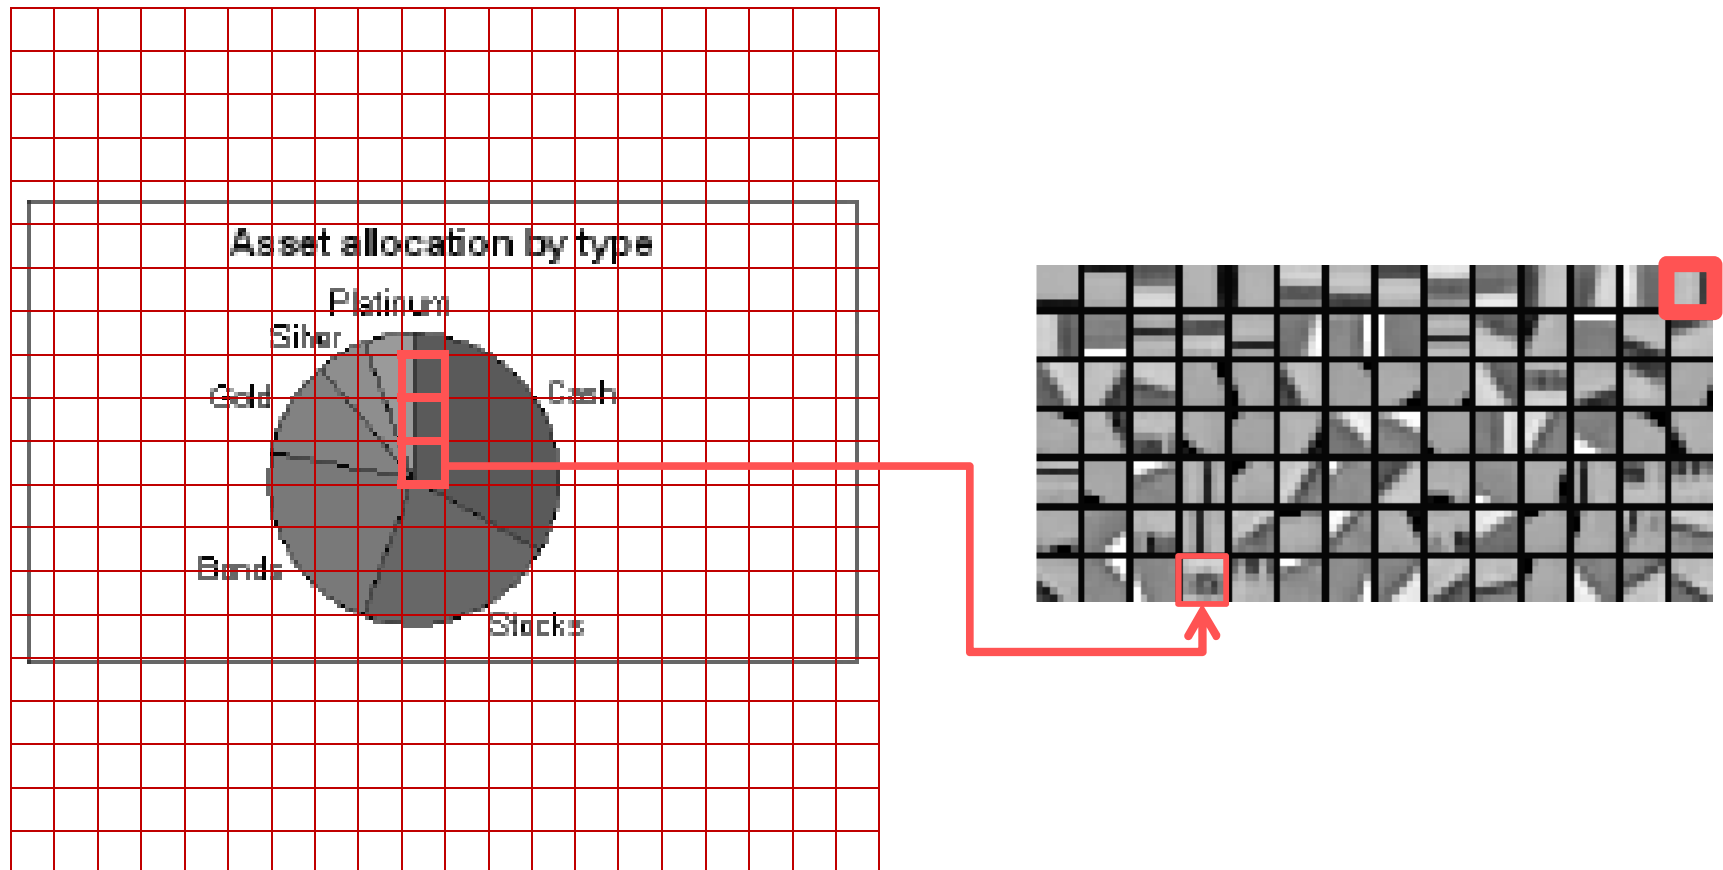 Asset allocation by type
Platinum
Silver
Gold
Cash
Bonds
Stocks